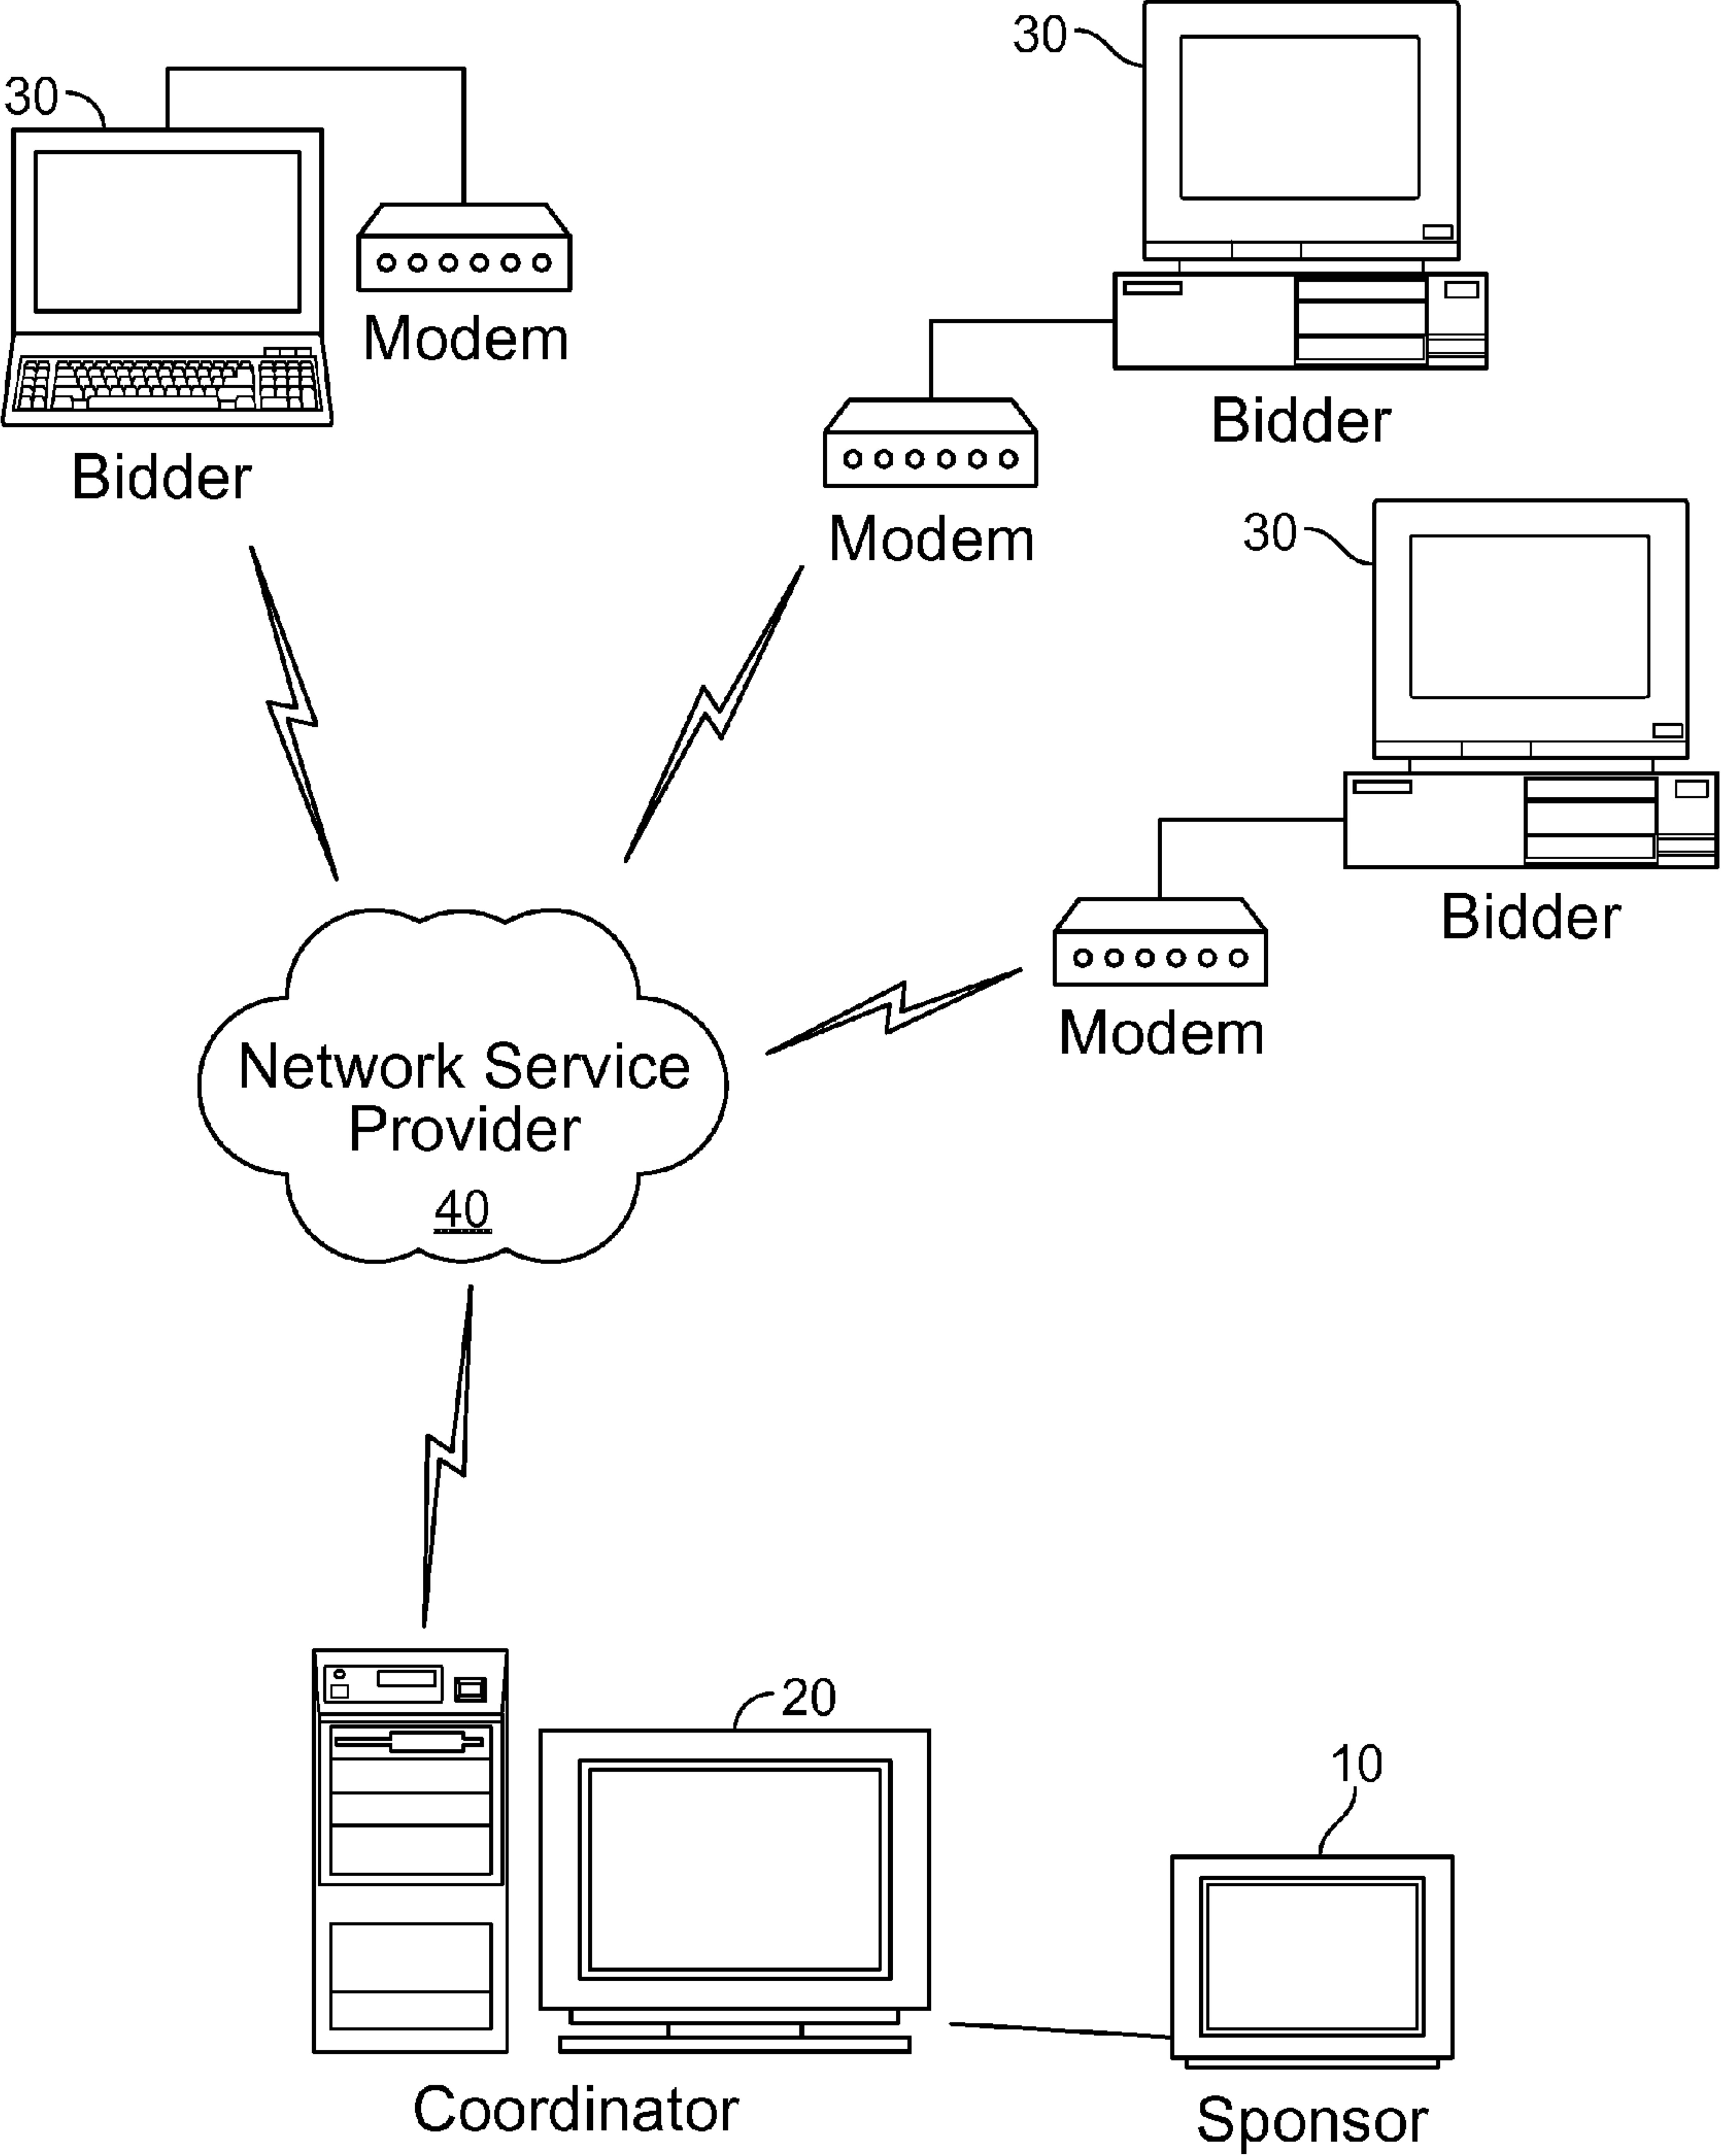 30
30
Modem
Bidder
Bidder
Modem
30
Bidder
Modem
Network Service
Provider
40
20
10
Coordinator
Sponsor